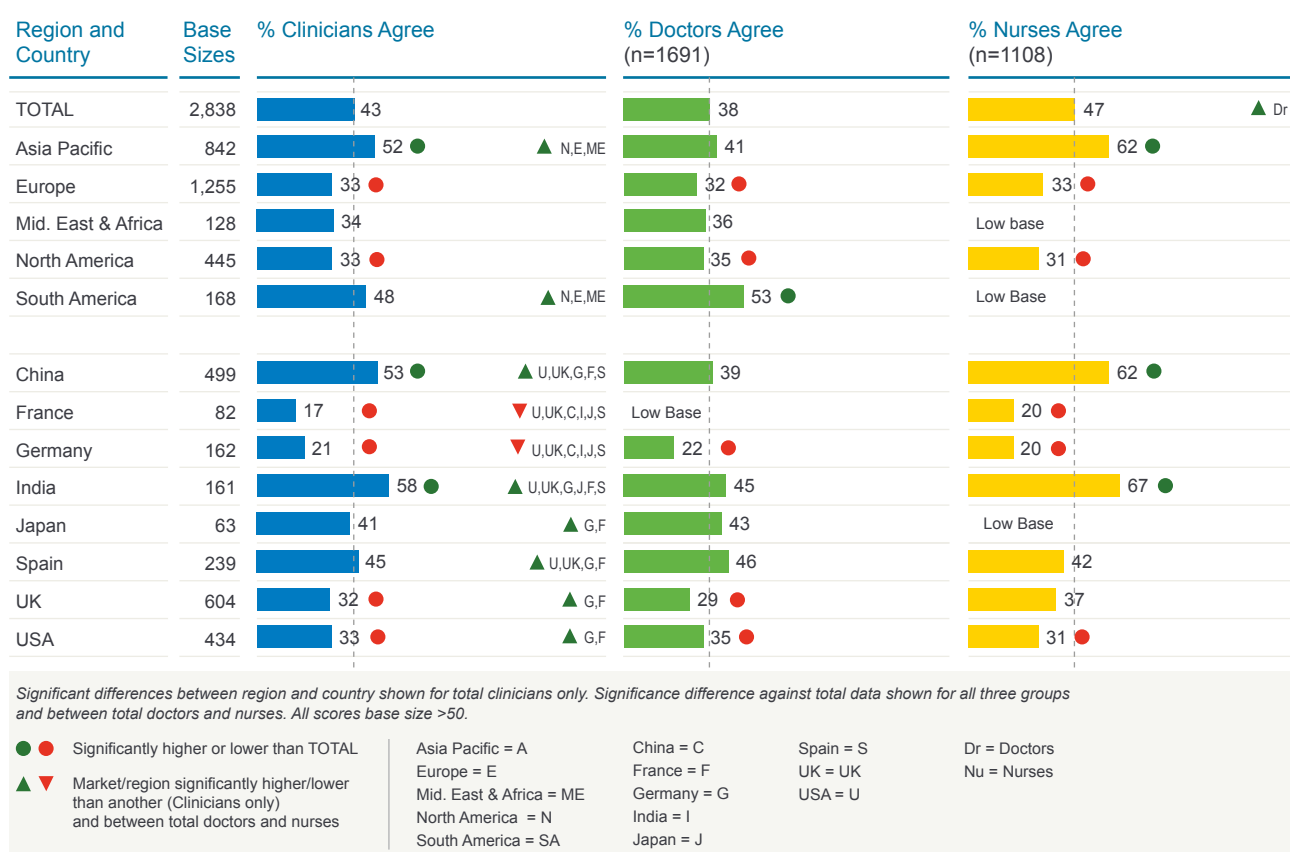 Region and Country Base Sizes % Clinicians Agree % Doctors Agree (n=1691) % Nurses Agree (n=1108)
TOTAL 2,838 43 38 47 ▲ Dr
Asia Pacific 842 52 ▲ N,E,ME 41 62
Europe 1,255 33 32 33
Mid. East & Africa 128 34 36 Low base
North America 445 33 35 31
South America 168 48 ▲ N,E,ME 53 Low Base
China 499 53 ▲ U,UK,G,F,S 39 62
France 82 17 ▼ U,UK,C,I,J,S Low Base 20
Germany 162 21 ▼ U,UK,C,I,J,S 22 20
India 161 58 ▲ U,UK,G,J,F,S 45 67
Japan 63 41 ▲ G,F 43 Low Base
Spain 239 45 ▲ U,UK,G,F 46 42
UK 604 32 ▲ G,F 29 37
USA 434 33 ▲ G,F 35 31
Significant differences between region and country shown for total clinicians only. Significance difference against total data shown for all three groups
and between total doctors and nurses. All scores base size >50.
Significantly higher or lower than TOTAL
Market/region significantly higher/lower
than another (Clinicians only)
and between total doctors and nurses
Asia Pacific = A
Europe = E
Mid. East & Africa = ME
North America = N
South America = SA
China = C
France = F
Germany = G
India = I
Japan = J
Spain = S
UK = UK
USA = U
Dr = Doctors
Nu = Nurses